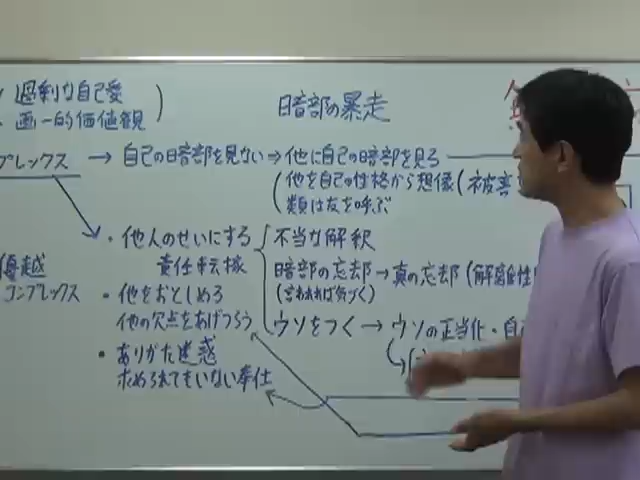 過剰な自己愛
画一的価値観
暗部の暴走
プレックス → 自己の暗部を見ない ⇒ 他に自己の暗部を見る
(他を自己の性格から想像 (被害
類は友を呼ぶ
・他人のせいにする
責任転嫁
不当な解釈
暗部の忘却 → 真の忘却 (解離性
(言われれば気づく)
優越
コンプレックス
・他をおとしめる
他の欠点をあげつらう
ウソをつく → ウソの正当化・自
・ありがた迷惑
求められてもいない奉仕